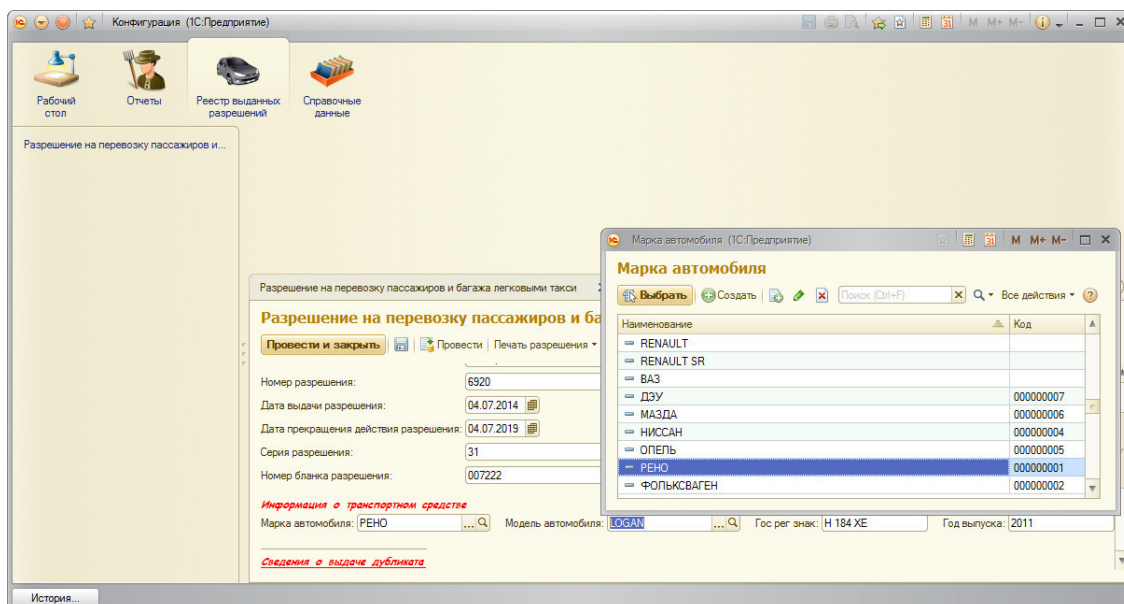 Конфигурация (1С:Предприятие)
M M+ M-
Рабочий стол
Отчеты
Реестр выданных разрешений
Справочные данные
Разрешение на перевозку пассажиров и...
Марка автомобиля (1С:Предприятие)
M M+ M-
Марка автомобиля
Выбрать Создать Поиск (Ctrl+F) Все действия
Наименование Код
RENAULT
RENAULT SR
ВАЗ
ДЭУ 000000007
МАЗДА 000000006
НИССАН 000000004
ОПЕЛЬ 000000005
РЕНО 000000001
ФОЛЬКСВАГЕН 000000002
Разрешение на перевозку пассажиров и багажа легковыми такси
Разрешение на перевозку пассажиров и ба
Провести и закрыть Провести Печать разрешения
Номер разрешения: 6920
Дата выдачи разрешения: 04.07.2014
Дата прекращения действия разрешения: 04.07.2019
Серия разрешения: 31
Номер бланка разрешения: 007222
Информация о транспортном средстве
Марка автомобиля: РЕНО ... Модель автомобиля: LOGAN ... Гос рег знак: Н 184 ХЕ Год выпуска: 2011
Сведения о выдаче дубликата
История...